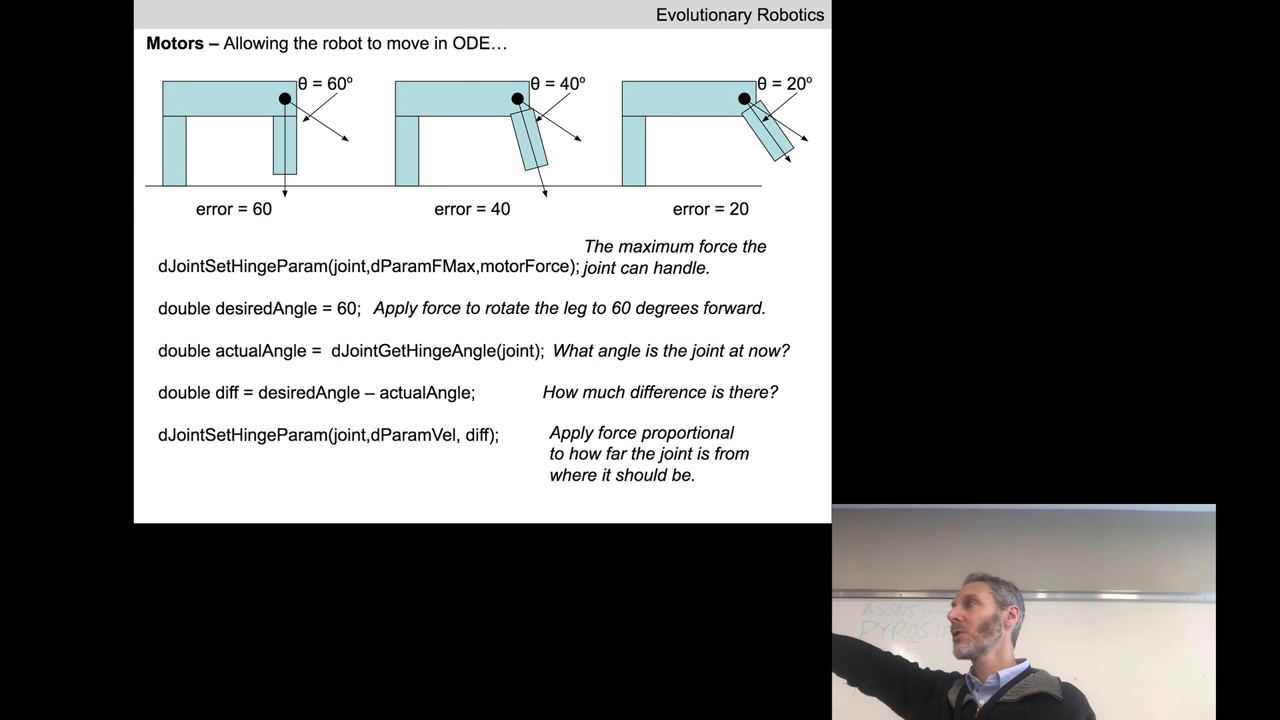 Evolutionary Robotics
Motors – Allowing the robot to move in ODE…
θ = 60º
θ = 40º
θ = 20º
error = 60
error = 40
error = 20
The maximum force the
dJointSetHingeParam(joint,dParamFMax,motorForce); joint can handle.
double desiredAngle = 60; Apply force to rotate the leg to 60 degrees forward.
double actualAngle = dJointGetHingeAngle(joint); What angle is the joint at now?
double diff = desiredAngle – actualAngle; How much difference is there?
dJointSetHingeParam(joint,dParamVel, diff); Apply force proportional
to how far the joint is from
where it should be.